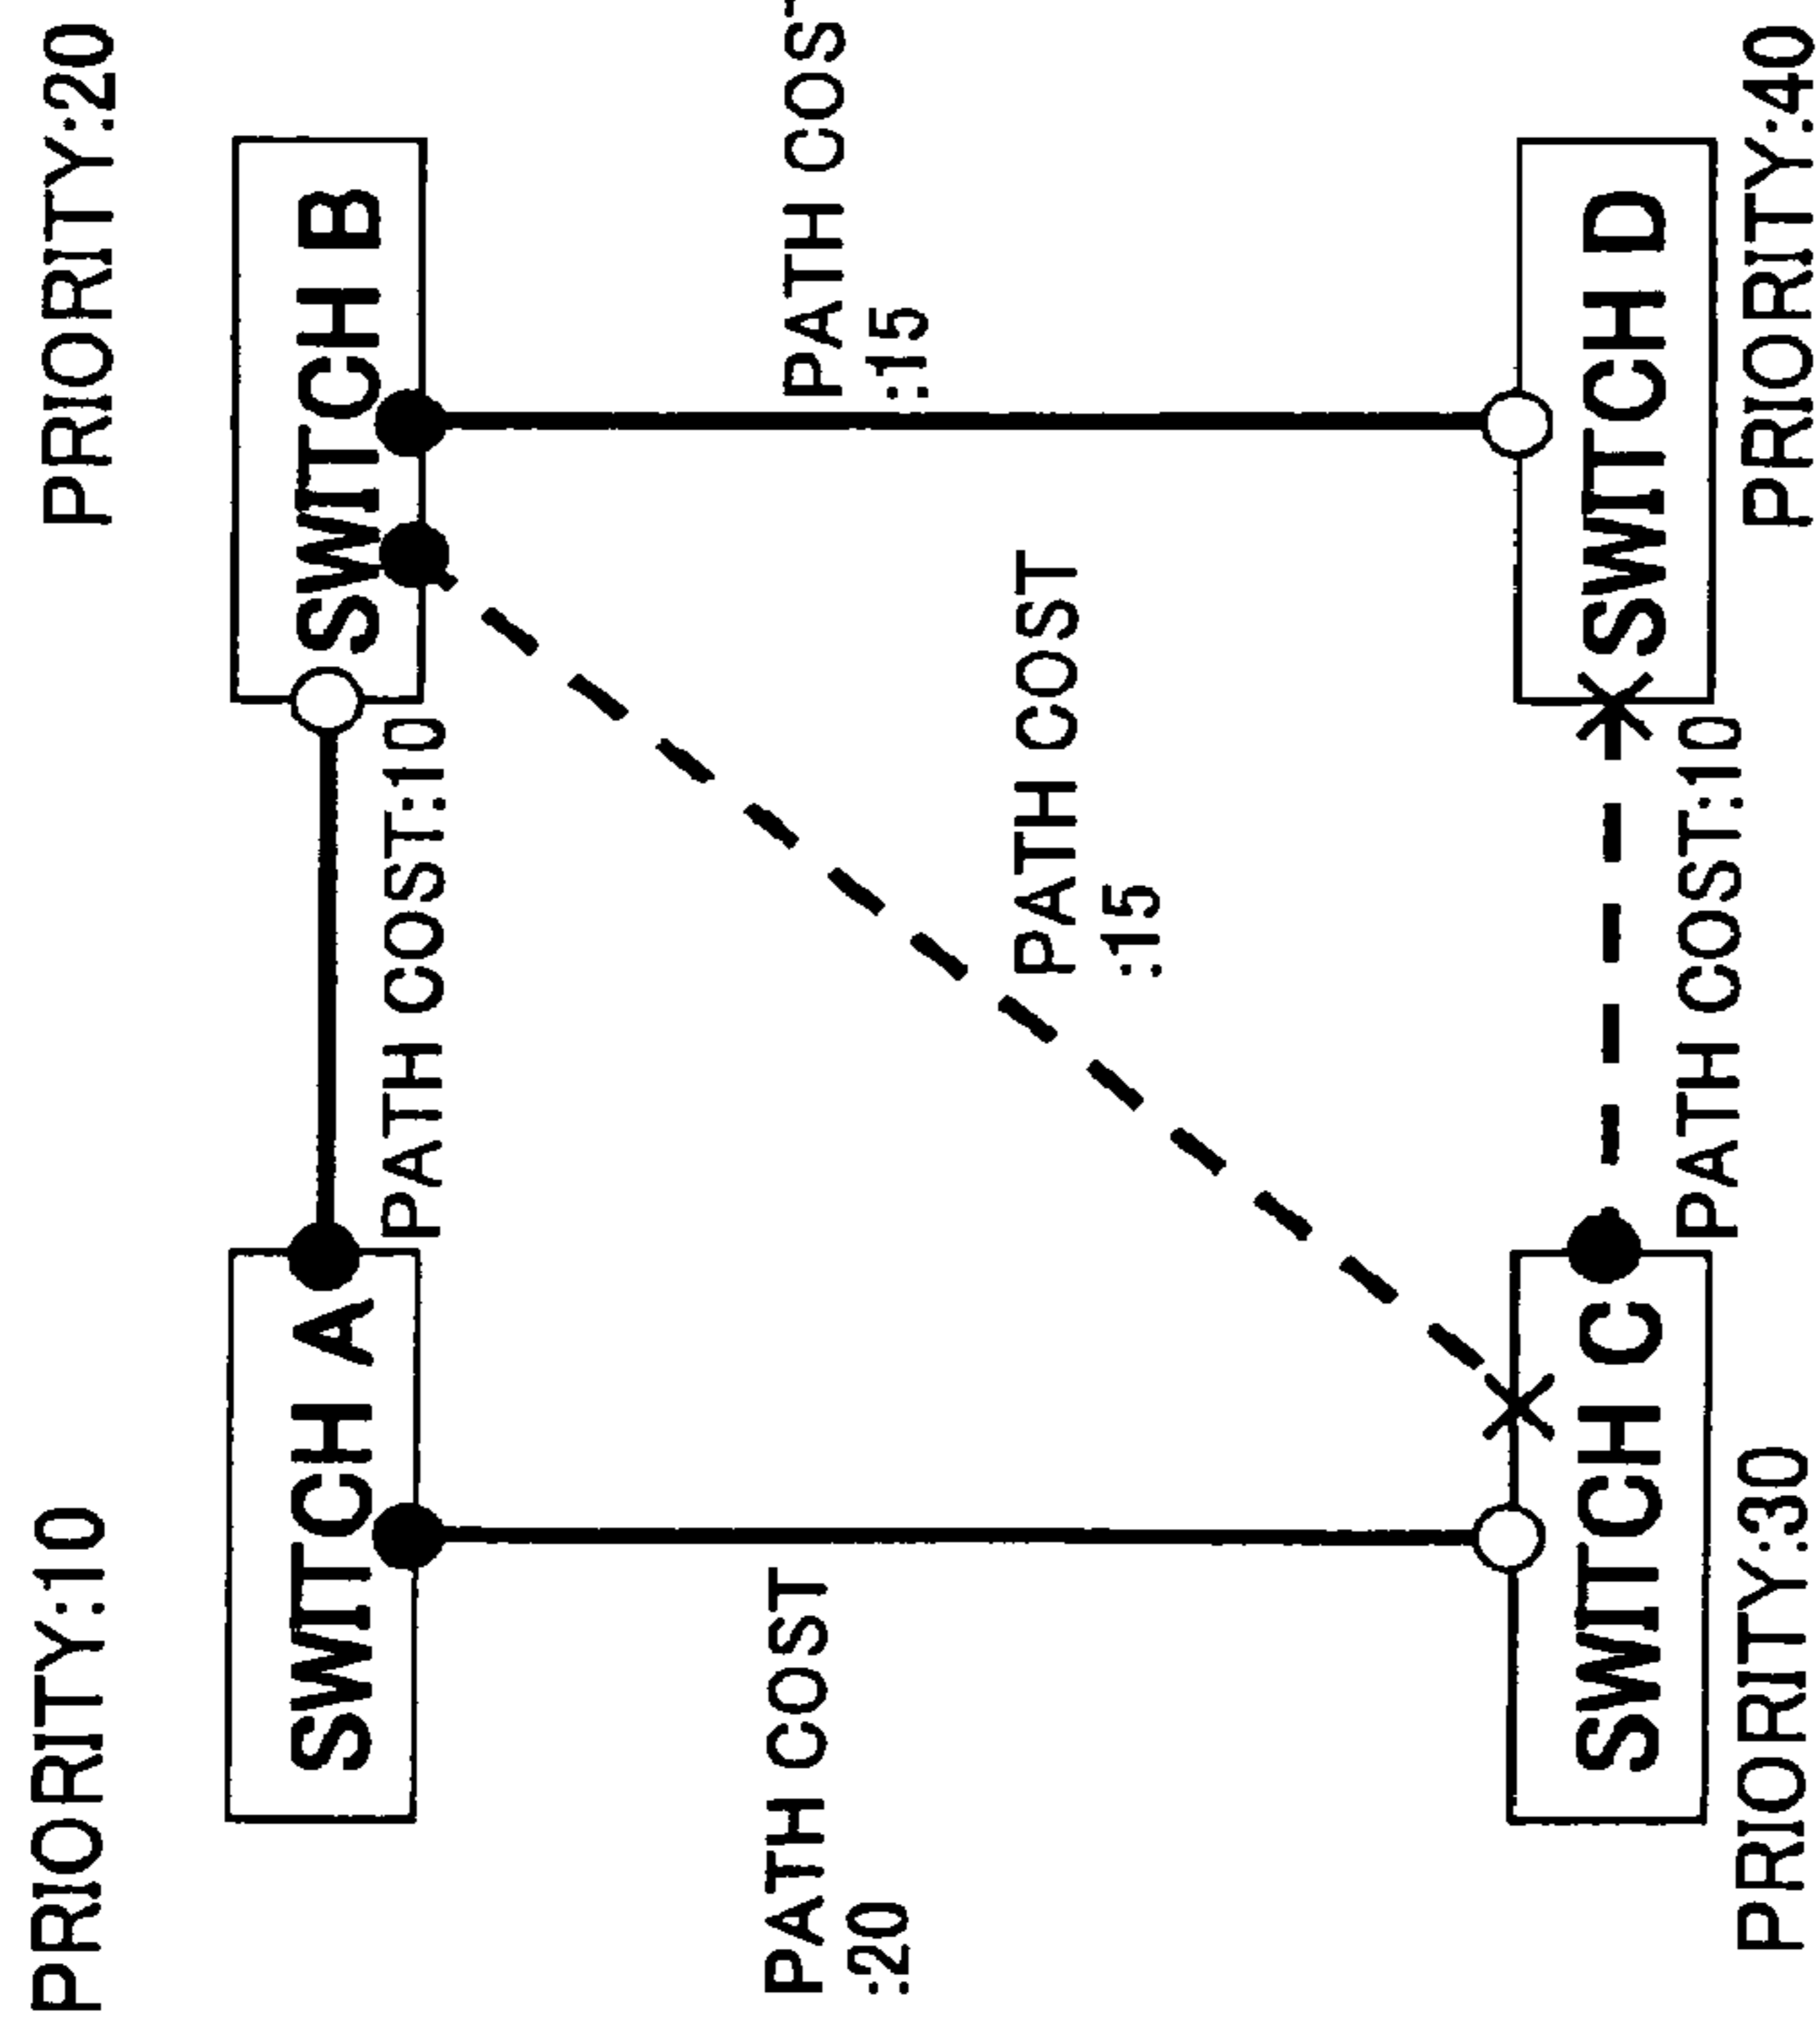 PRIORITY:10
PRIORITY:20
SWITCH A
SWITCH B
PATH COST:10
PATH COST
:20
PATH COST
:15
PATH COST
:15
SWITCH C
SWITCH D
PATH COST:10
PRIORITY:30
PRIORITY:40